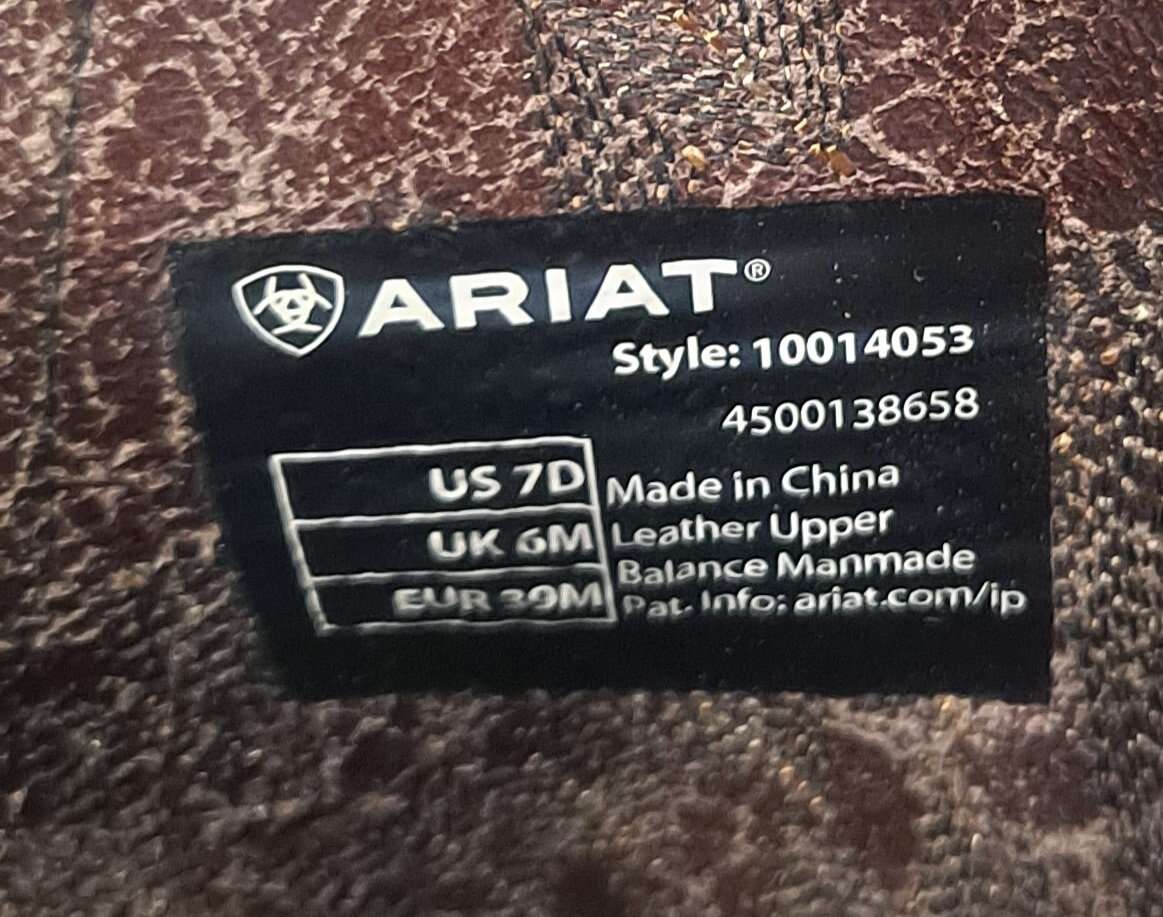 ARIAT®
Style: 10014053
4500138658
US 7D
UK 6M
EUR 39M
Made in China
Leather Upper
Balance Manmade
Pat. Info: ariat.com/ip